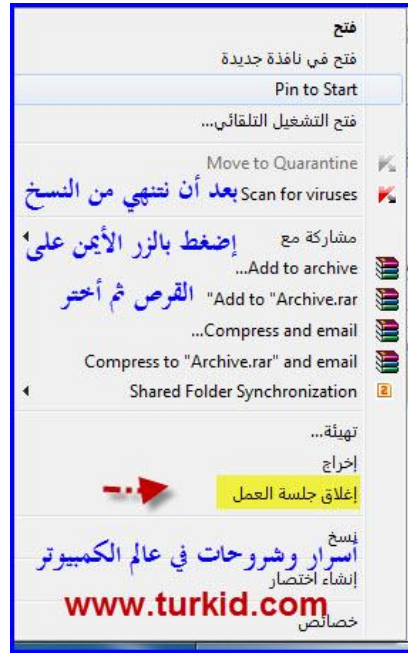 فتح
فتح في نافذة جديدة
Pin to Start
فتح التشغيل التلقائي...
Move to Quarantine
Scan for viruses بعد أن ننتهي من النسخ
مشاركة مع إضغط بالزر الأيمن على
Add to archive...
Add to "Archive.rar" القرص ثم أختر
Compress and email...
Compress to "Archive.rar" and email
Shared Folder Synchronization
تهيئة...
إخراج
إغلاق جلسة العمل
نسخ
أسرار وشروحات في عالم الكمبيوتر
إنشاء اختصار
www.turkid.com
خصائص